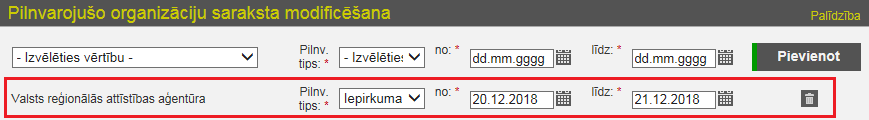 Pilnvarojušo organizāciju saraksta modificēšana
Palīdzība
- Izvēlēties vērtību - Pilnv. tips: * - Izvēlēties no: * dd.mm.gggg līdz: * dd.mm.gggg Pievienot
Valsts reģionālās attīstības aģentūra Pilnv. tips: * Iepirkuma no: * 20.12.2018 līdz: * 21.12.2018